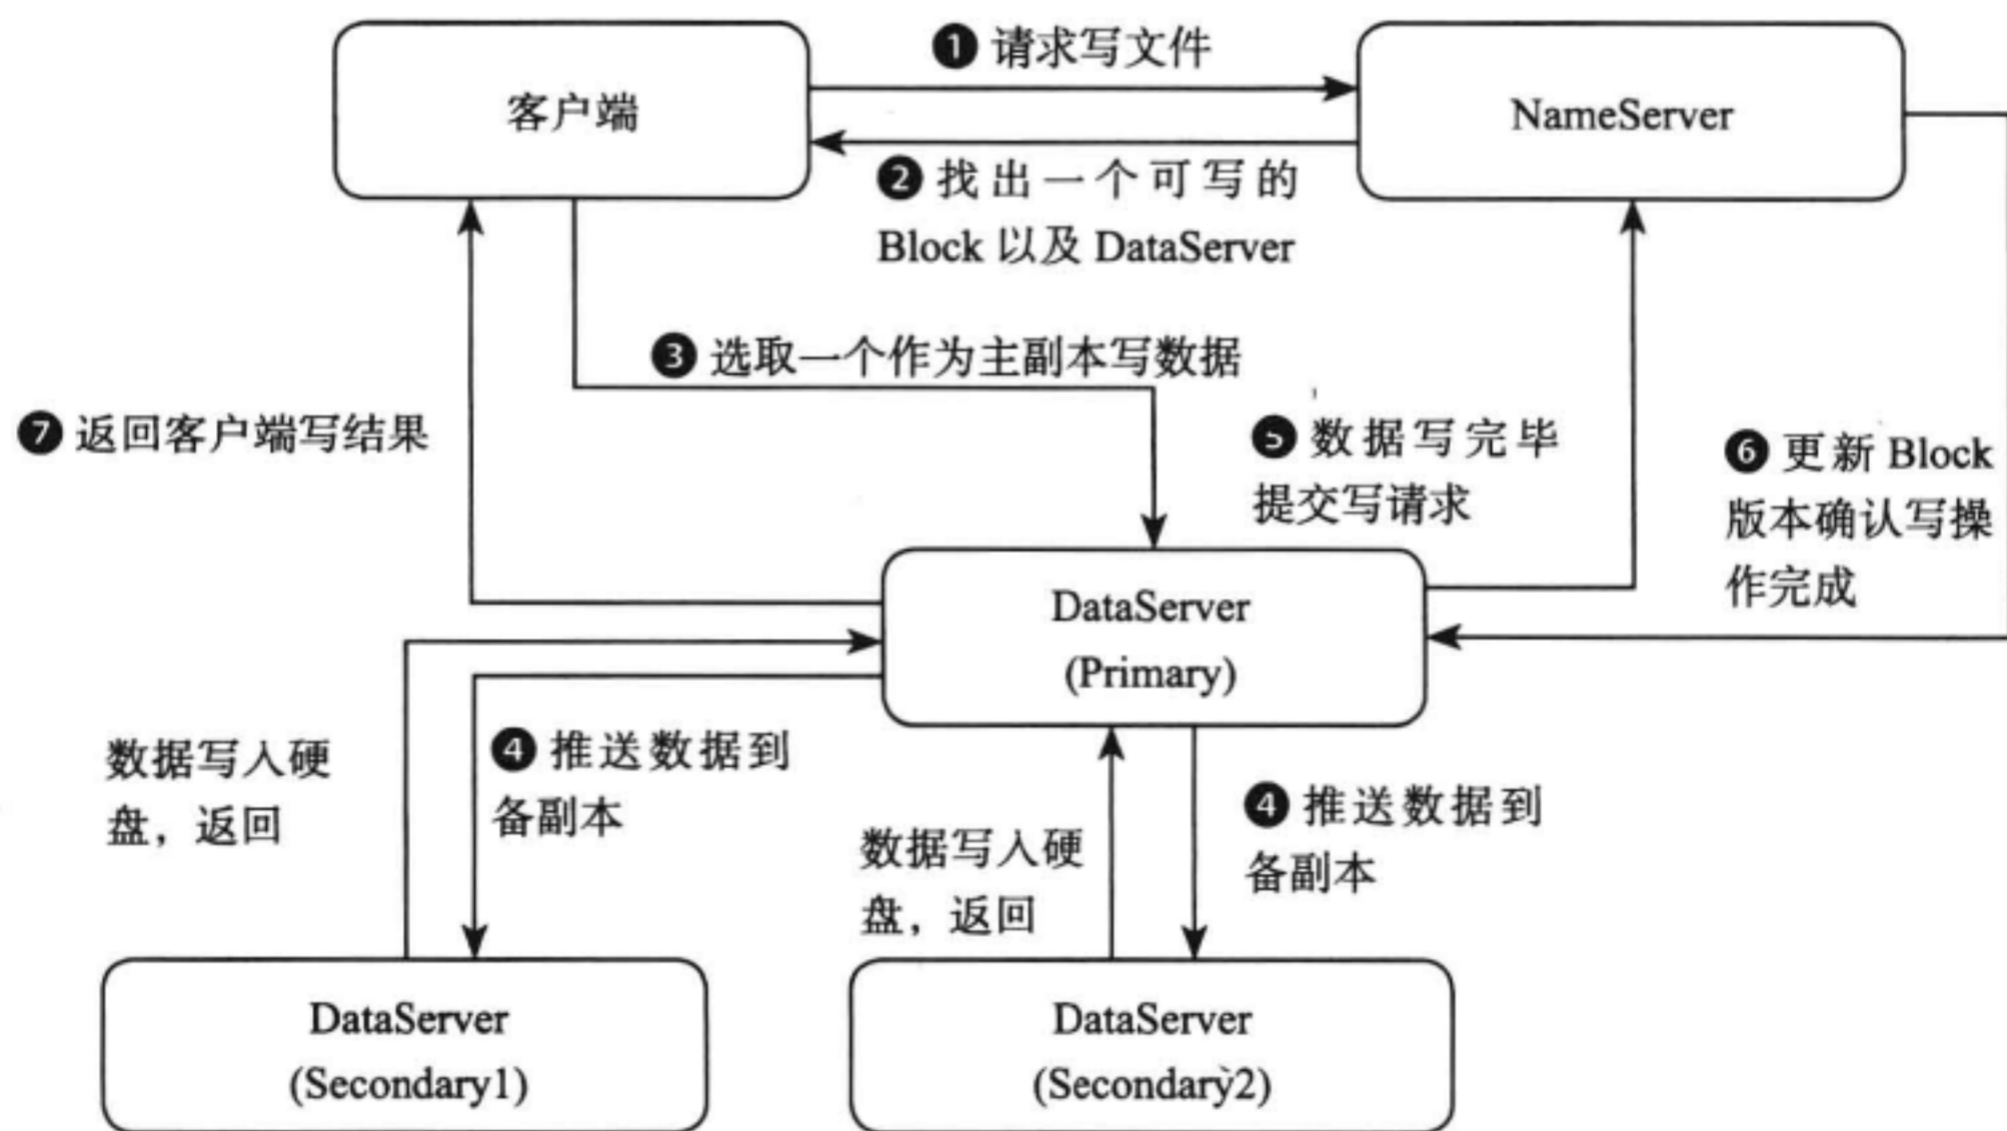 ❶ 请求写文件
客户端
NameServer
❷ 找出一个可写的
Block 以及 DataServer
❸ 选取一个作为主副本写数据
❼ 返回客户端写结果
❺ 数据写完毕
提交写请求
❻ 更新 Block
版本确认写操
作完成
DataServer
(Primary)
数据写入硬
盘，返回
❹ 推送数据到
备副本
数据写入硬
盘，返回
❹ 推送数据到
备副本
DataServer
(Secondary1)
DataServer
(Secondary2)